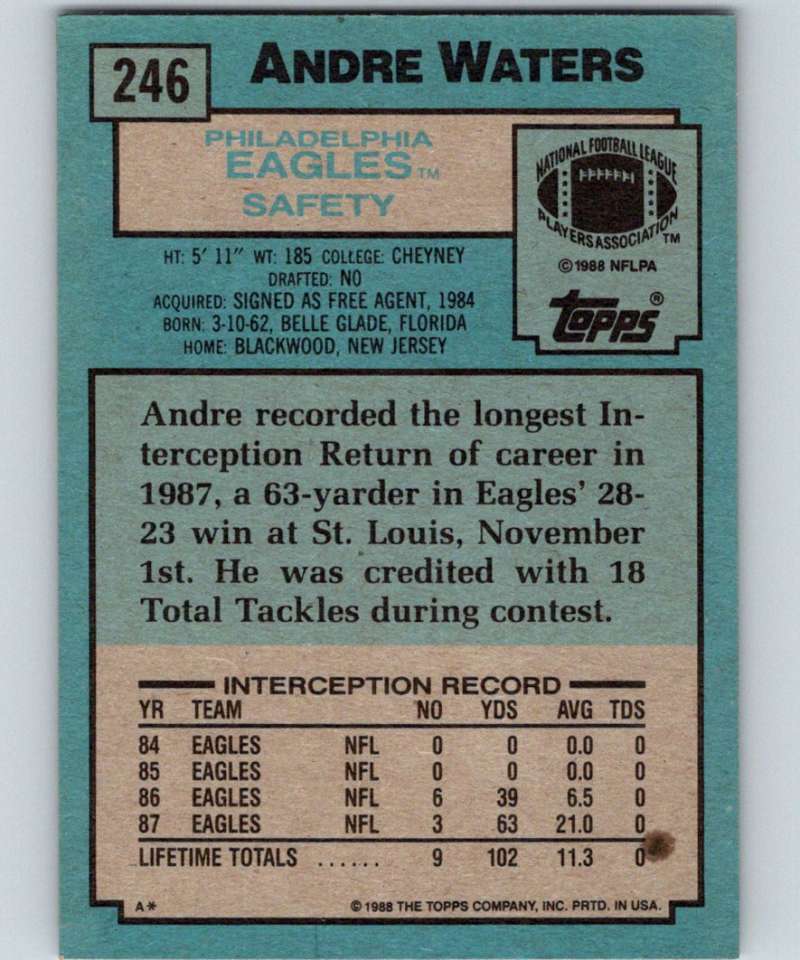 246
ANDRE WATERS
PHILADELPHIA
EAGLES™
SAFETY
NATIONAL FOOTBALL LEAGUE
PLAYERS ASSOCIATION™
©1988 NFLPA
TOPPS®
HT: 5' 11" WT: 185 COLLEGE: CHEYNEY
DRAFTED: NO
ACQUIRED: SIGNED AS FREE AGENT, 1984
BORN: 3-10-62, BELLE GLADE, FLORIDA
HOME: BLACKWOOD, NEW JERSEY
Andre recorded the longest In-
terception Return of career in
1987, a 63-yarder in Eagles' 28-
23 win at St. Louis, November
1st. He was credited with 18
Total Tackles during contest.
INTERCEPTION RECORD
YR TEAM NO YDS AVG TDS
84 EAGLES NFL 0 0 0.0 0
85 EAGLES NFL 0 0 0.0 0
86 EAGLES NFL 6 39 6.5 0
87 EAGLES NFL 3 63 21.0 0
LIFETIME TOTALS ...... 9 102 11.3 0
A* ©1988 THE TOPPS COMPANY, INC. PRTD. IN USA.